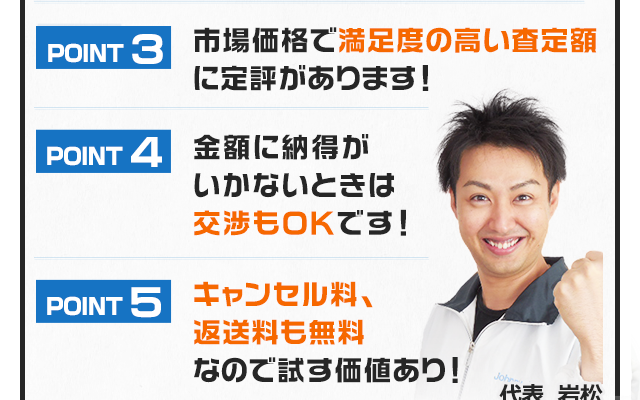 POINT 3
市場価格で満足度の高い査定額
に定評があります!
POINT 4
金額に納得が
いかないときは
交渉もOKです!
POINT 5
キャンセル料、
返送料も無料
なので試す価値あり!
代表 岩松